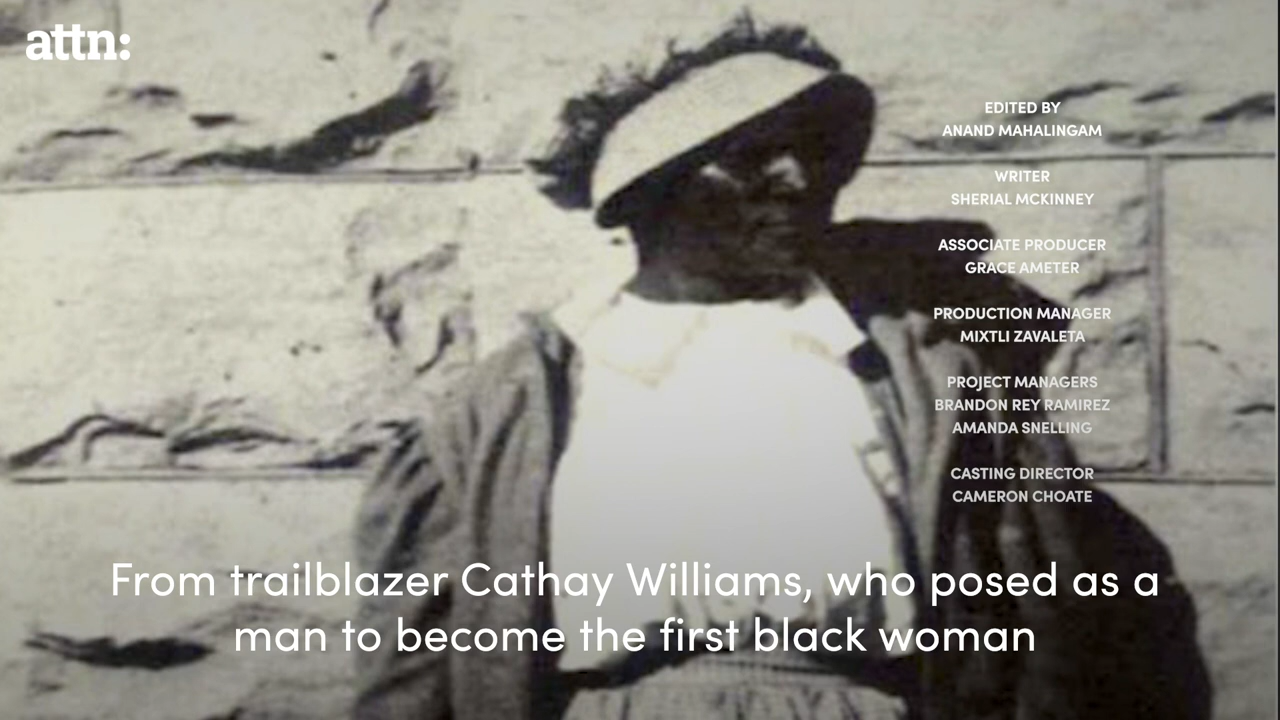 attn:
EDITED BY
ANAND MAHALINGAM
WRITER
SHERIAL MCKINNEY
ASSOCIATE PRODUCER
GRACE AMETER
PRODUCTION MANAGER
MIXTLI ZAVALETA
PROJECT MANAGERS
BRANDON REY RAMIREZ
AMANDA SNELLING
CASTING DIRECTOR
CAMERON CHOATE
From trailblazer Cathay Williams, who posed as a
man to become the first black woman